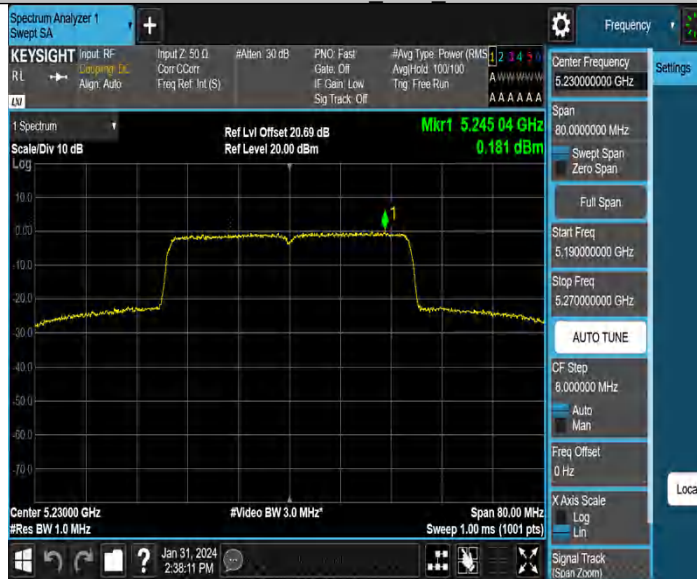 Spectrum Analyzer 1
Swept SA
Frequency
KEYSIGHT
RL
Input: RF
Coupling: DC
Align: Auto
Input Z: 50 Ω
Corr CCorr
Freq Ref: Int (S)
#Atten: 30 dB
PNO: Fast
Gate: Off
IF Gain: Low
Sig Track: Off
#Avg Type: Power (RMS
Avg|Hold: 100/100
Trig: Free Run
1 2 3 4 5 6
A W W W W W
A A A A A A
1 Spectrum
Scale/Div 10 dB
Log
Ref Lvl Offset 20.69 dB
Ref Level 20.00 dBm
Mkr1 5.245 04 GHz
0.181 dBm
10.0
0.00
-10.0
-20.0
-30.0
-40.0
-50.0
-60.0
-70.0
1
Center 5.23000 GHz
#Res BW 1.0 MHz
#Video BW 3.0 MHz*
Span 80.00 MHz
Sweep 1.00 ms (1001 pts)
Jan 31, 2024
2:38:11 PM
Center Frequency
5.230000000 GHz
Span
80.0000000 MHz
Swept Span
Zero Span
Full Span
Start Freq
5.190000000 GHz
Stop Freq
5.270000000 GHz
AUTO TUNE
CF Step
8.000000 MHz
Auto
Man
Freq Offset
0 Hz
X Axis Scale
Log
Lin
Signal Track
(Span Zoom)
Settings
Loca